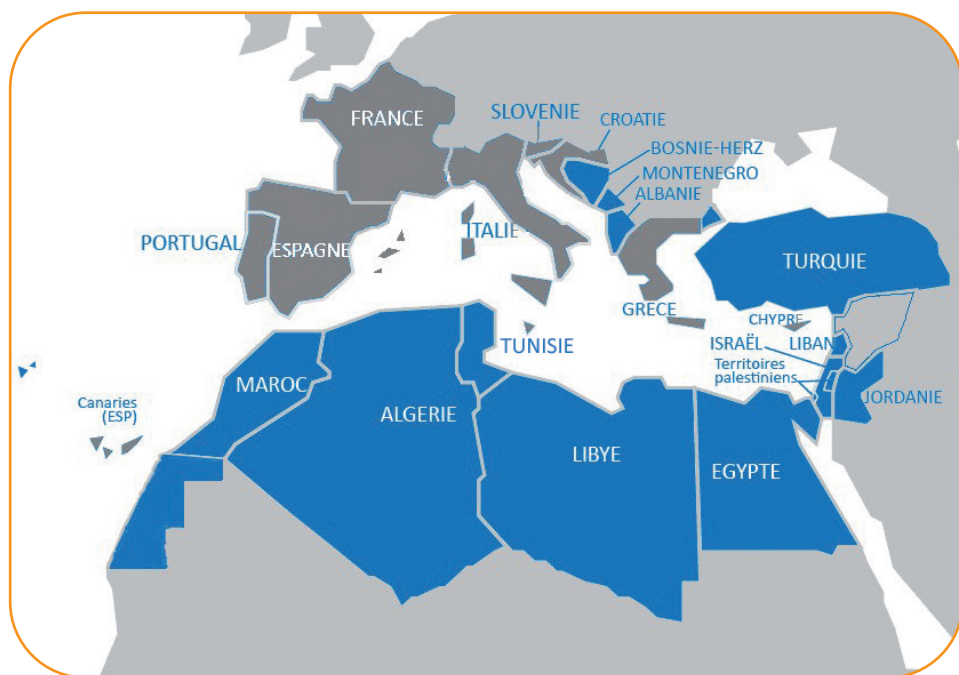 SLOVENIE
FRANCE
CROATIE
BOSNIE-HERZ
MONTENEGRO
ALBANIE
PORTUGAL
ESPAGNE
ITALIE
TURQUIE
GRECE
CHYPRE
TUNISIE
ISRAËL
LIBAN
Territoires
palestiniens
MAROC
JORDANIE
Canaries
(ESP)
ALGERIE
LIBYE
EGYPTE